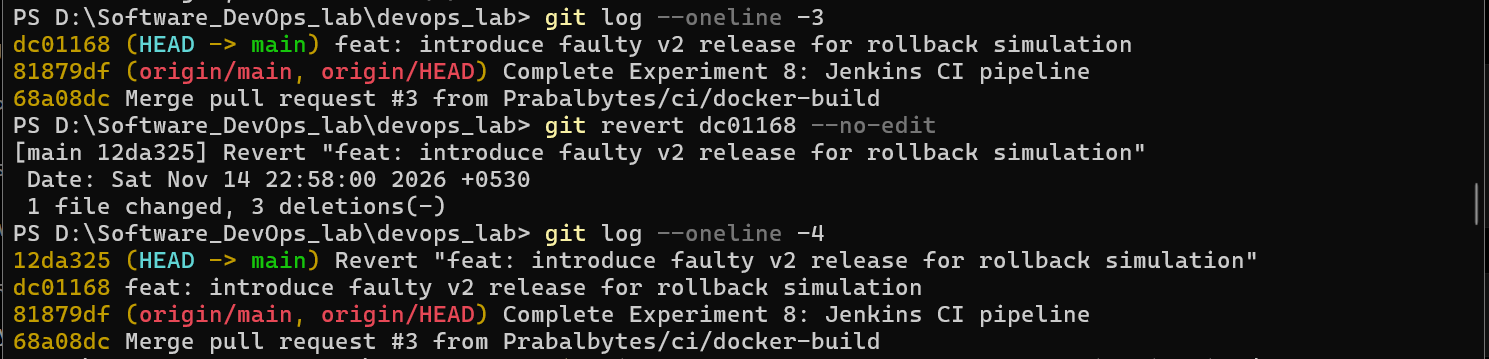 PS D:\Software_DevOps_lab\devops_lab> git log --oneline -3
dc01168 (HEAD -> main) feat: introduce faulty v2 release for rollback simulation
81879df (origin/main, origin/HEAD) Complete Experiment 8: Jenkins CI pipeline
68a08dc Merge pull request #3 from Prabalbytes/ci/docker-build
PS D:\Software_DevOps_lab\devops_lab> git revert dc01168 --no-edit
[main 12da325] Revert "feat: introduce faulty v2 release for rollback simulation"
 Date: Sat Nov 14 22:58:00 2026 +0530
 1 file changed, 3 deletions(-)
PS D:\Software_DevOps_lab\devops_lab> git log --oneline -4
12da325 (HEAD -> main) Revert "feat: introduce faulty v2 release for rollback simulation"
dc01168 feat: introduce faulty v2 release for rollback simulation
81879df (origin/main, origin/HEAD) Complete Experiment 8: Jenkins CI pipeline
68a08dc Merge pull request #3 from Prabalbytes/ci/docker-build